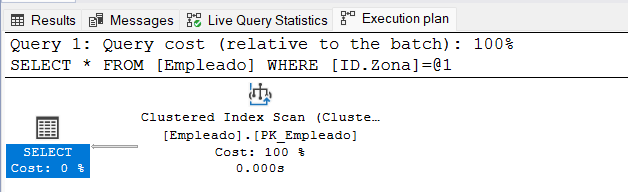 Results Messages Live Query Statistics Execution plan
Query 1: Query cost (relative to the batch): 100%
SELECT * FROM [Empleado] WHERE [ID.Zona]=@1
Clustered Index Scan (Cluste…
[Empleado].[PK_Empleado]
Cost: 100 %
0.000s
SELECT
Cost: 0 %